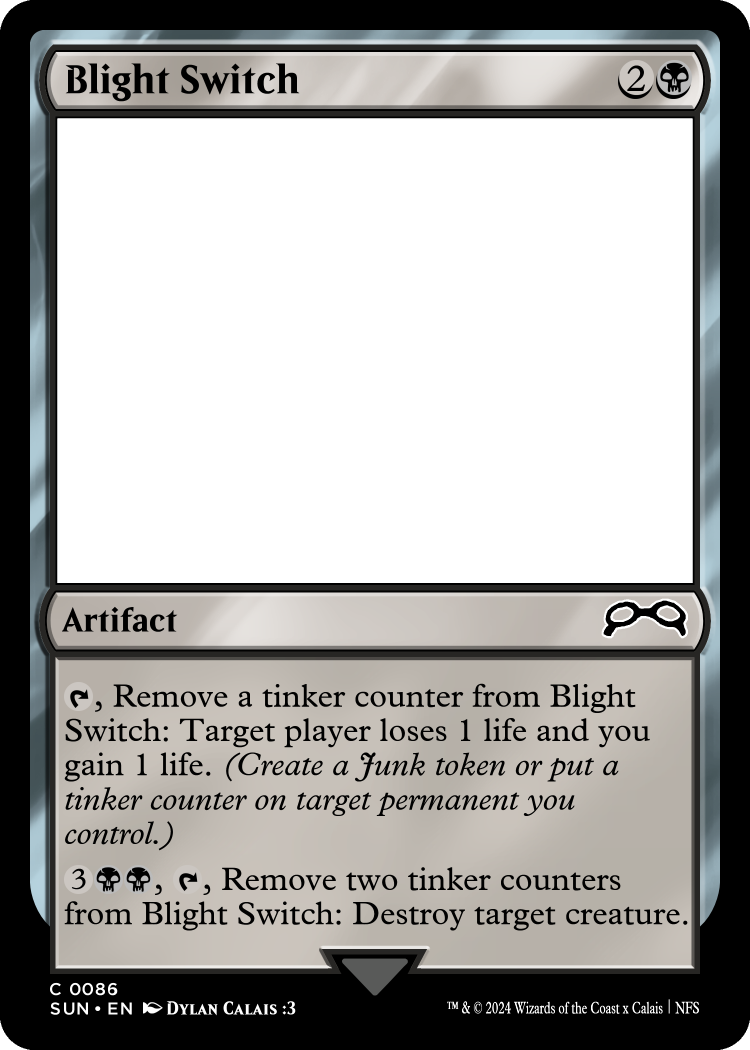 Blight Switch 2
Artifact
, Remove a tinker counter from Blight
Switch: Target player loses 1 life and you
gain 1 life. (Create a Junk token or put a
tinker counter on target permanent you
control.)
3, , Remove two tinker counters
from Blight Switch: Destroy target creature.
C 0086
SUN • EN Dylan Calais :3
™ & © 2024 Wizards of the Coast x Calais | NFS